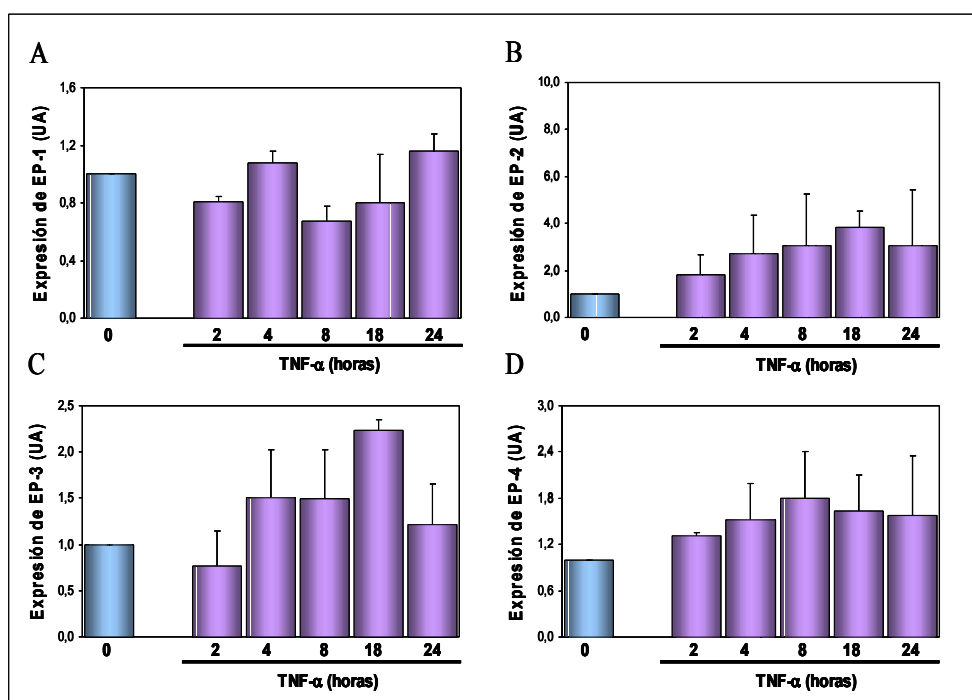 A
Expresión de EP-1 (UA)
1,6
1,2
0,8
0,4
0,0
0 2 4 8 18 24
TNF-α (horas)
B
Expresión de EP-2 (UA)
10,0
8,0
6,0
4,0
2,0
0,0
0 2 4 8 18 24
TNF-α (horas)
C
Expresión de EP-3 (UA)
2,5
2,0
1,5
1,0
0,5
0,0
0 2 4 8 18 24
TNF-α (horas)
D
Expresión de EP-4 (UA)
3,0
2,4
1,8
1,2
0,6
0,0
0 2 4 8 18 24
TNF-α (horas)